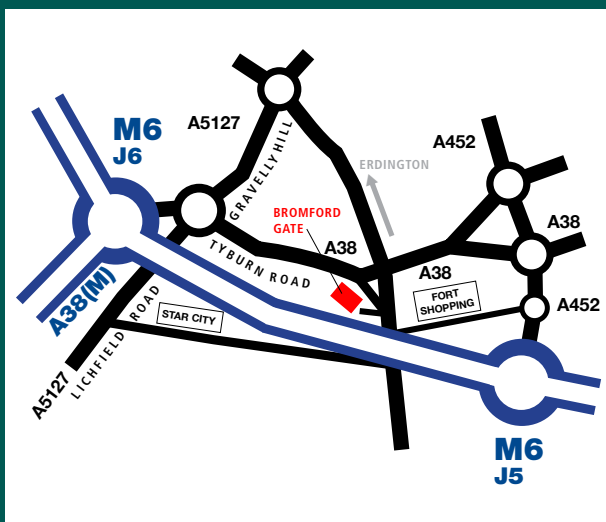 M6
J6
A5127
GRAVELLY HILL
ERDINGTON
A452
BROMFORD
GATE
A38
TYBURN ROAD
A38
A38
FORT
SHOPPING
A452
A38(M)
STAR CITY
LICHFIELD ROAD
A5127
M6
J5